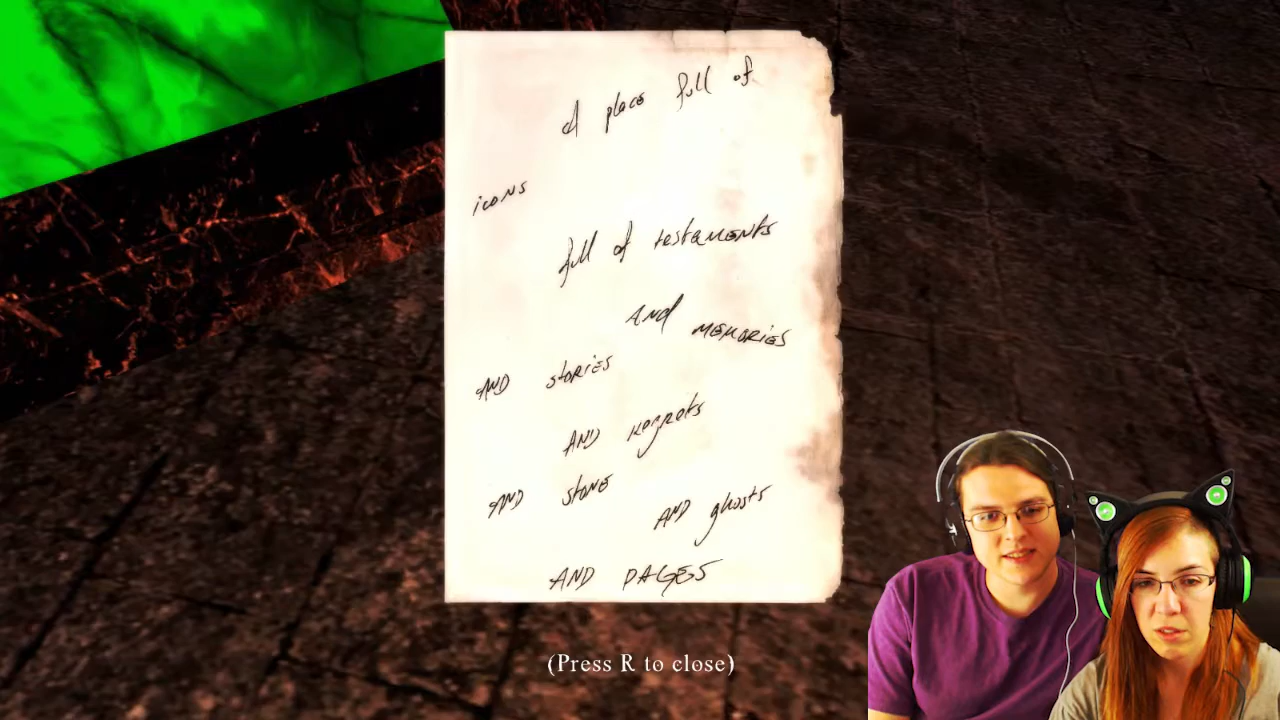 A place full of
icons
full of testaments
AND MEMORIES
AND stories
AND regrets
AND stone
AND ghosts
AND PAGES
(Press R to close)